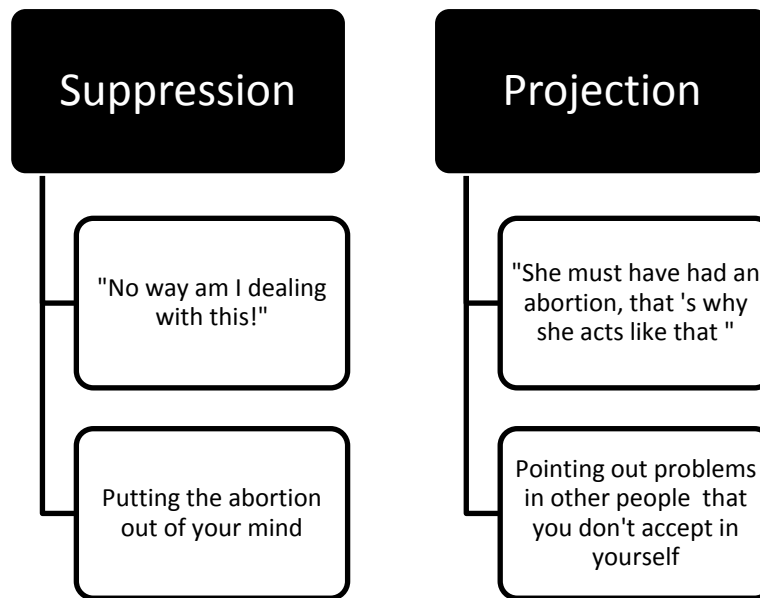 Suppression
"No way am I dealing
with this!"
Putting the abortion
out of your mind
Projection
"She must have had an
abortion, that 's why
she acts like that "
Pointing out problems
in other people  that
you don't accept in
yourself